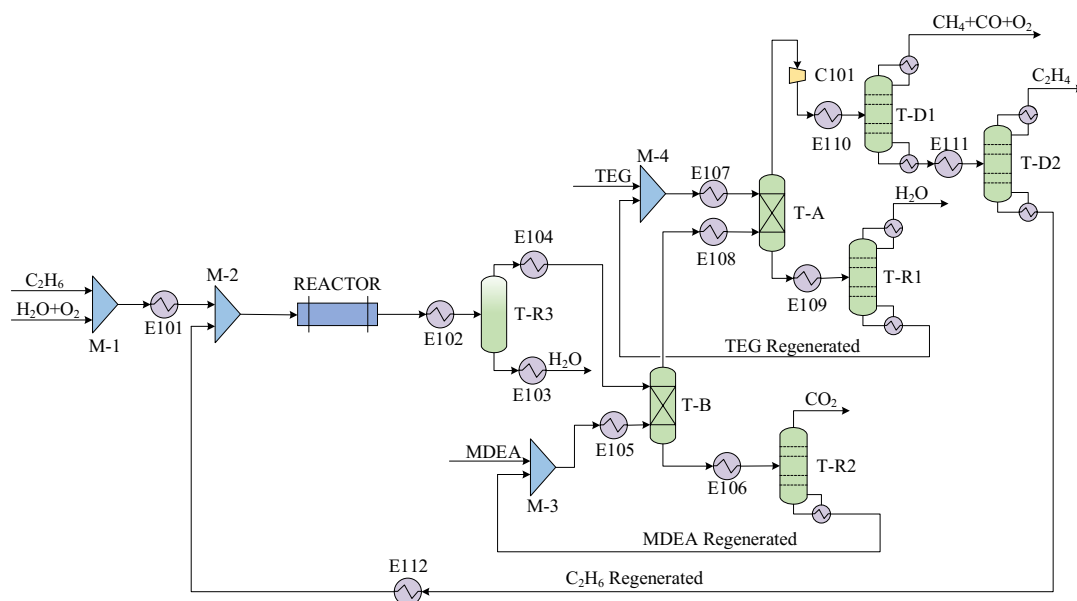 CH₄+CO+O₂
C101
C₂H₄
T-D1
E110
E111
T-D2
M-4
E107
TEG
H₂O
T-A
E104
E108
T-R1
C₂H₆
M-2
REACTOR
E109
H₂O+O₂
E101
T-R3
M-1
E102
TEG Regenerated
H₂O
E103
CO₂
T-B
E105
MDEA
T-R2
E106
M-3
MDEA Regenerated
E112
C₂H₆ Regenerated